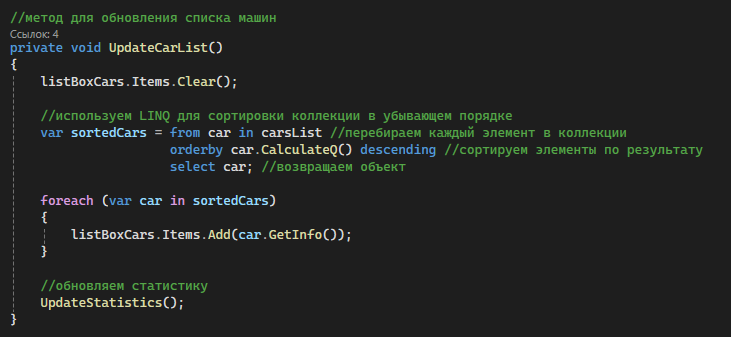 //метод для обновления списка машин
Ссылок: 4
private void UpdateCarList()
{
listBoxCars.Items.Clear();
//используем LINQ для сортировки коллекции в убывающем порядке
var sortedCars = from car in carsList //перебираем каждый элемент в коллекции
orderby car.CalculateQ() descending //сортируем элементы по результату
select car; //возвращаем объект
foreach (var car in sortedCars)
{
listBoxCars.Items.Add(car.GetInfo());
}
//обновляем статистику
UpdateStatistics();
}